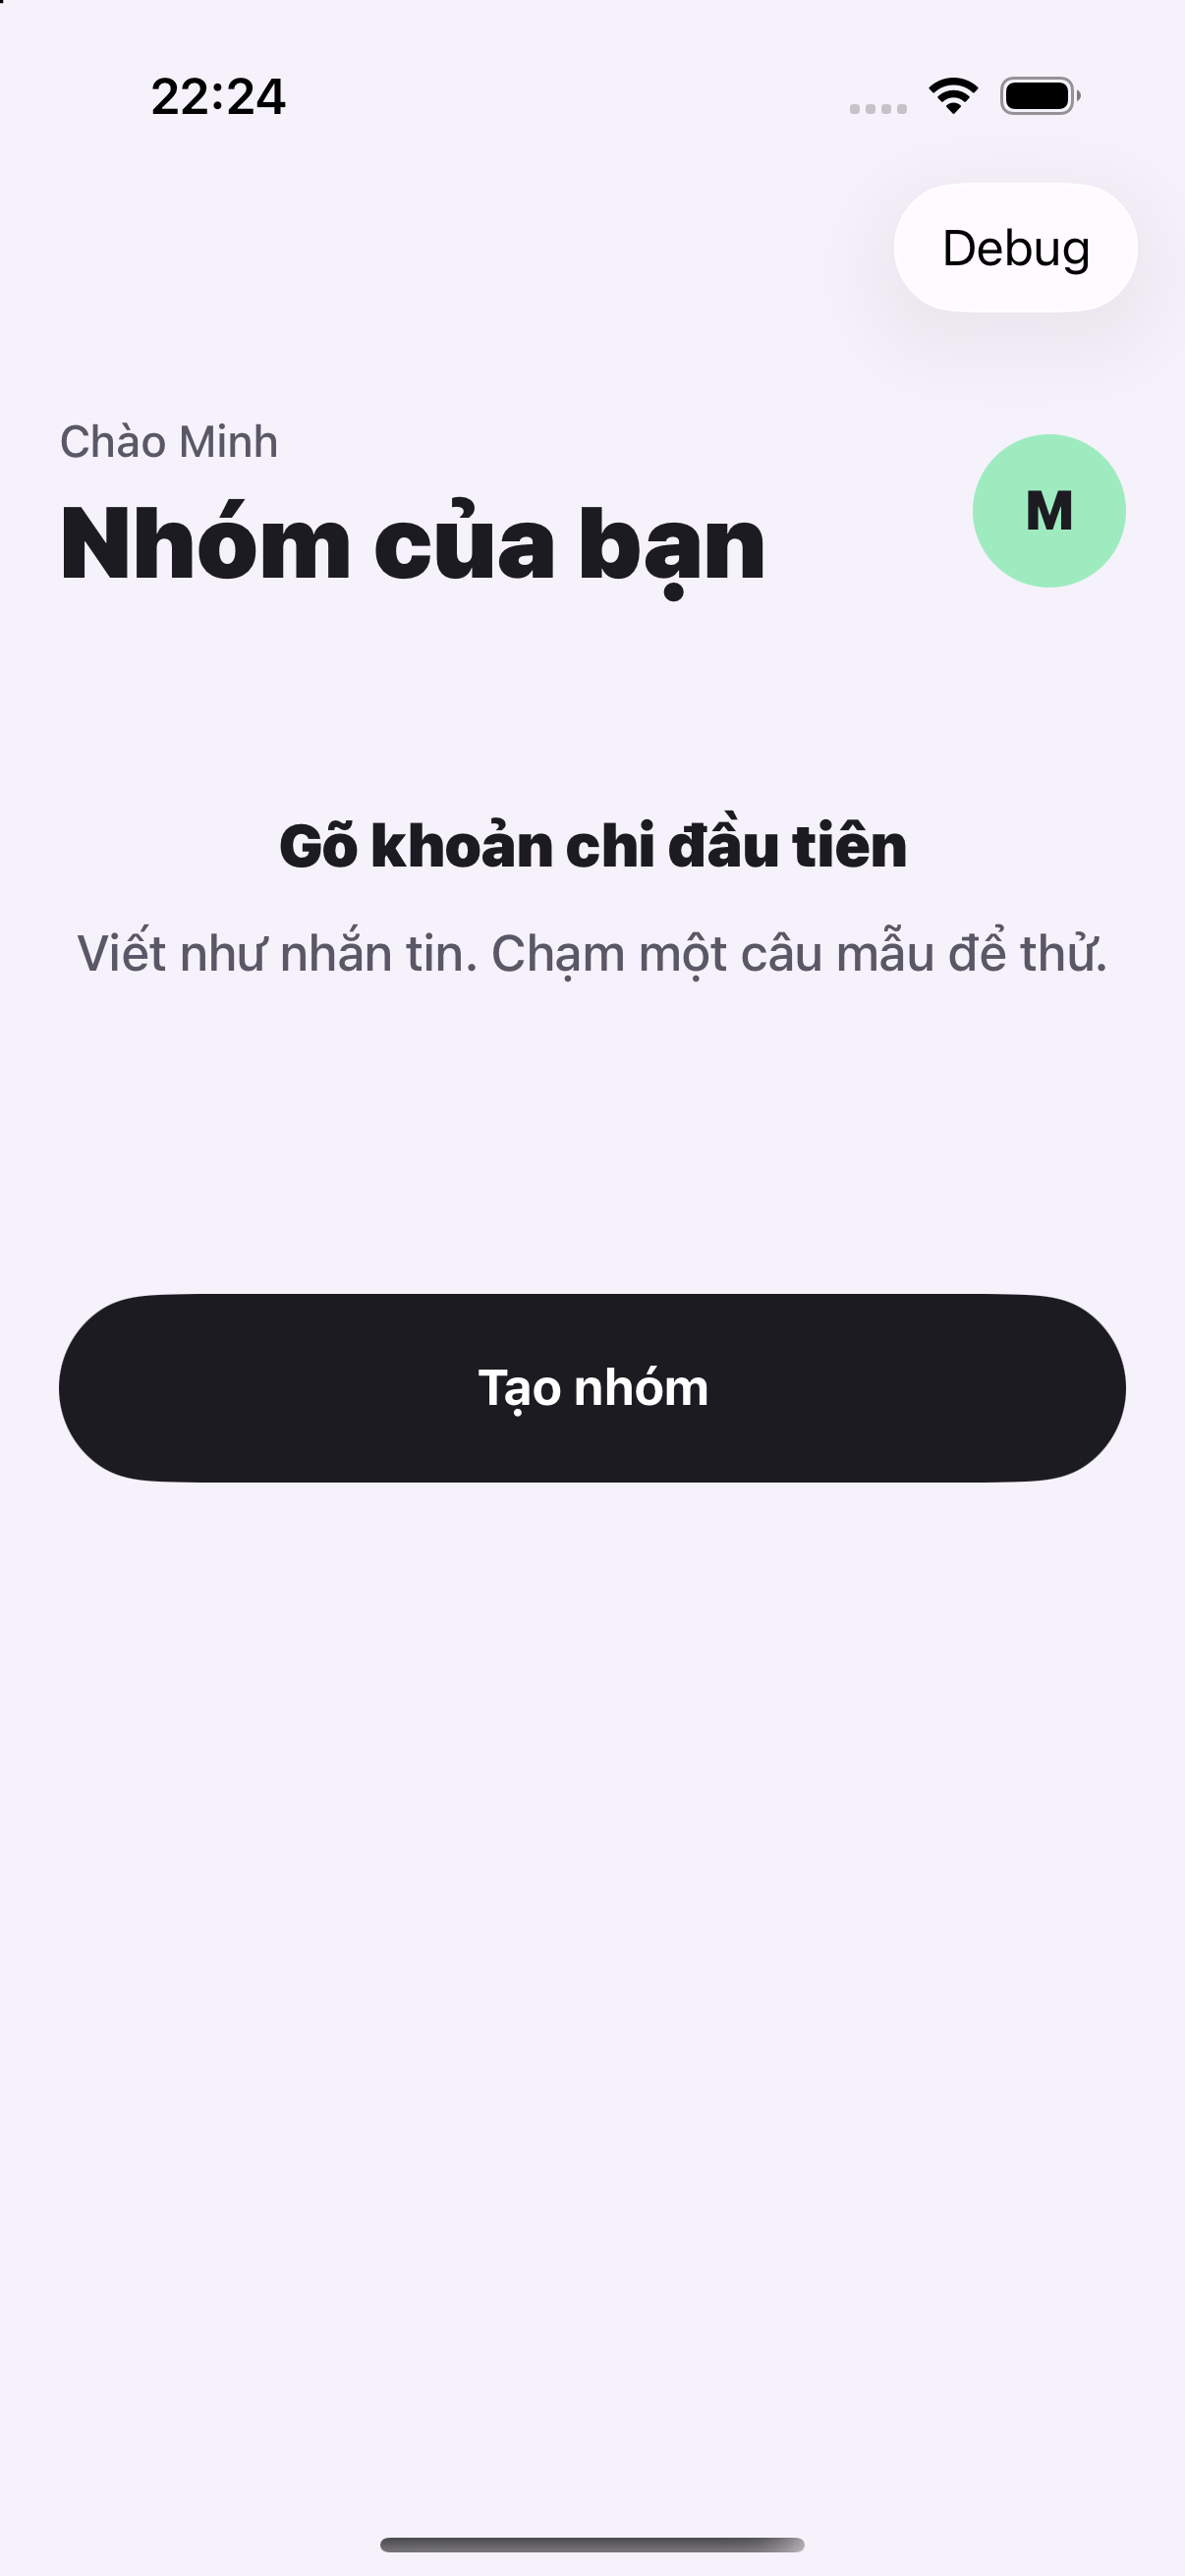 22:24
Debug
Chào Minh
Nhóm của bạn
M
Gõ khoản chi đầu tiên
Viết như nhắn tin. Chạm một câu mẫu để thử.
Tạo nhóm